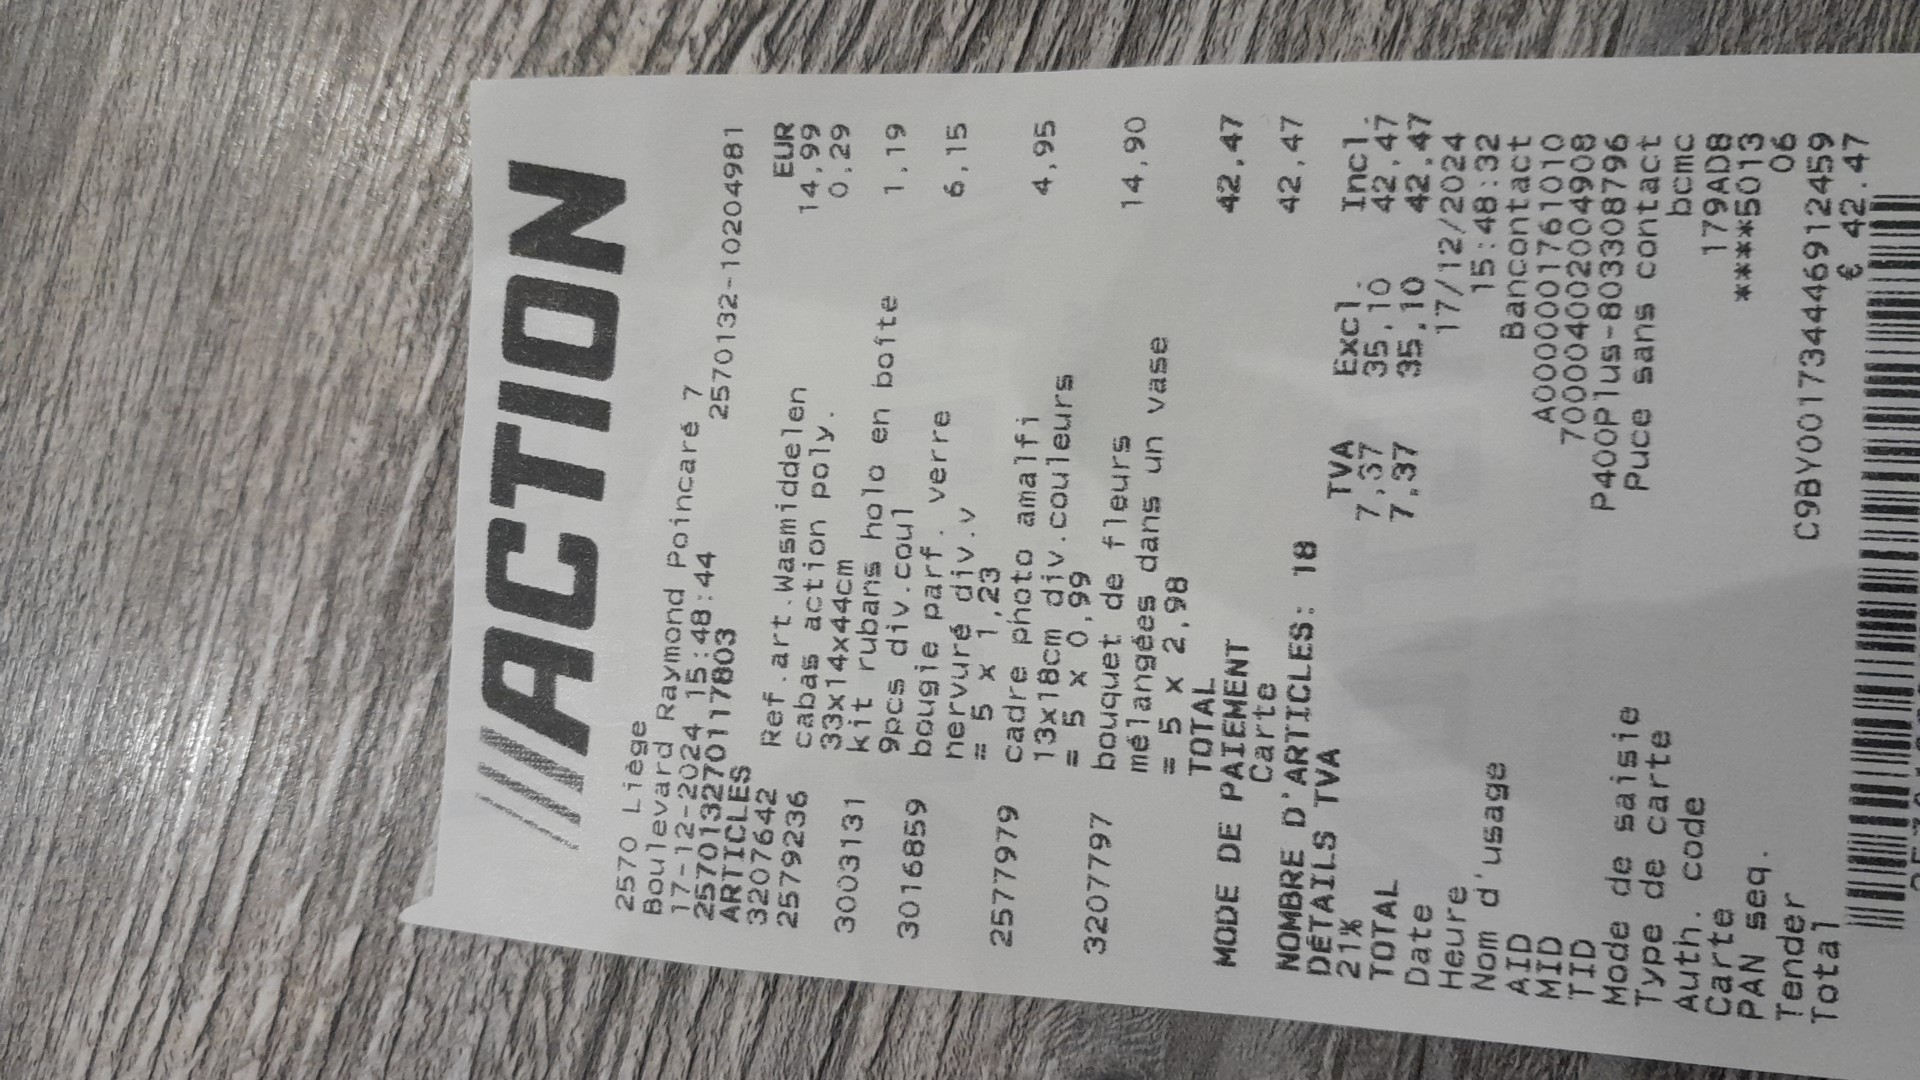 ///ACTION
2570 Liège
Boulevard Raymond Poincaré 7
17-12-2024 15:48:44 2570132-10204981
25701327011 7803
ARTICLES EUR
3207642 Ref.art.Wasmiddelen 14,99
25792236 cabas action poly. 0,29
33x14x44cm
3003131 kit rubans holo en boîte 1,19
9pcs div.coul
3016859 bougie parf. verre 6,15
nervuré div.v
= 5 x 1,23
2577979 cadre photo amalfi 4,95
13x18cm div.couleurs
= 5 x 0,99
3207797 bouquet de fleurs 14,90
mélangées dans un vase
= 5 x 2,98
TOTAL 42,47
MODE DE PAIEMENT
Carte 42,47
NOMBRE D'ARTICLES: 18
DÉTAILS TVA TVA Excl. Incl.
21% 7,37 35,10 42,47
TOTAL 7,37 35,10 42,47
Date 17/12/2024
Heure 15:48:32
Nom d'usage Bancontact
AID A0000001761010
MID 70000400200 4908
TID P400Plus-803308796
Mode de saisie Puce sans contact
Type de carte bcmc
Auth. code 179AD8
Carte ****5013
PAN seq. 06
Tender C9BY001734446912459
Total € 42.47